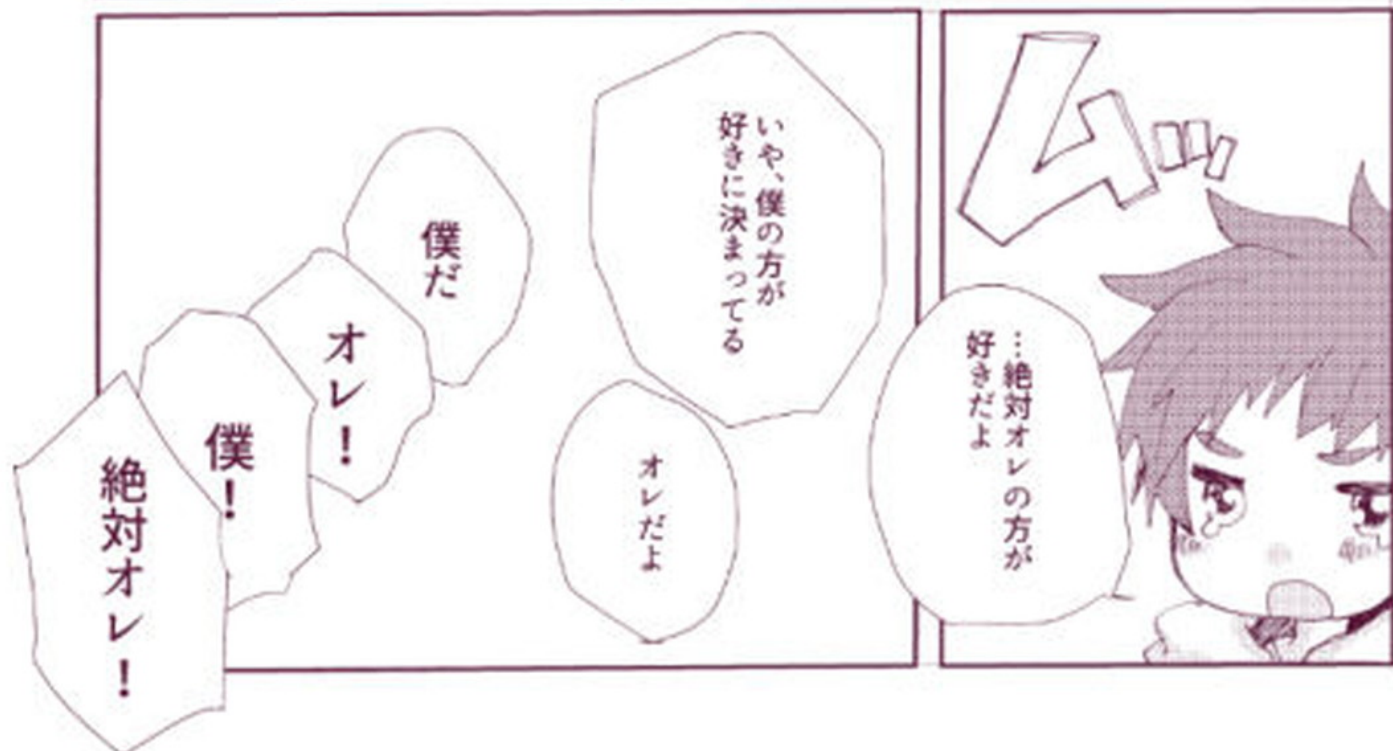 ムッ
…絶対オレの方が
好きだよ
いや、僕の方が
好きに決まってる
オレだよ
僕だ
オレ！
僕！
絶対オレ！